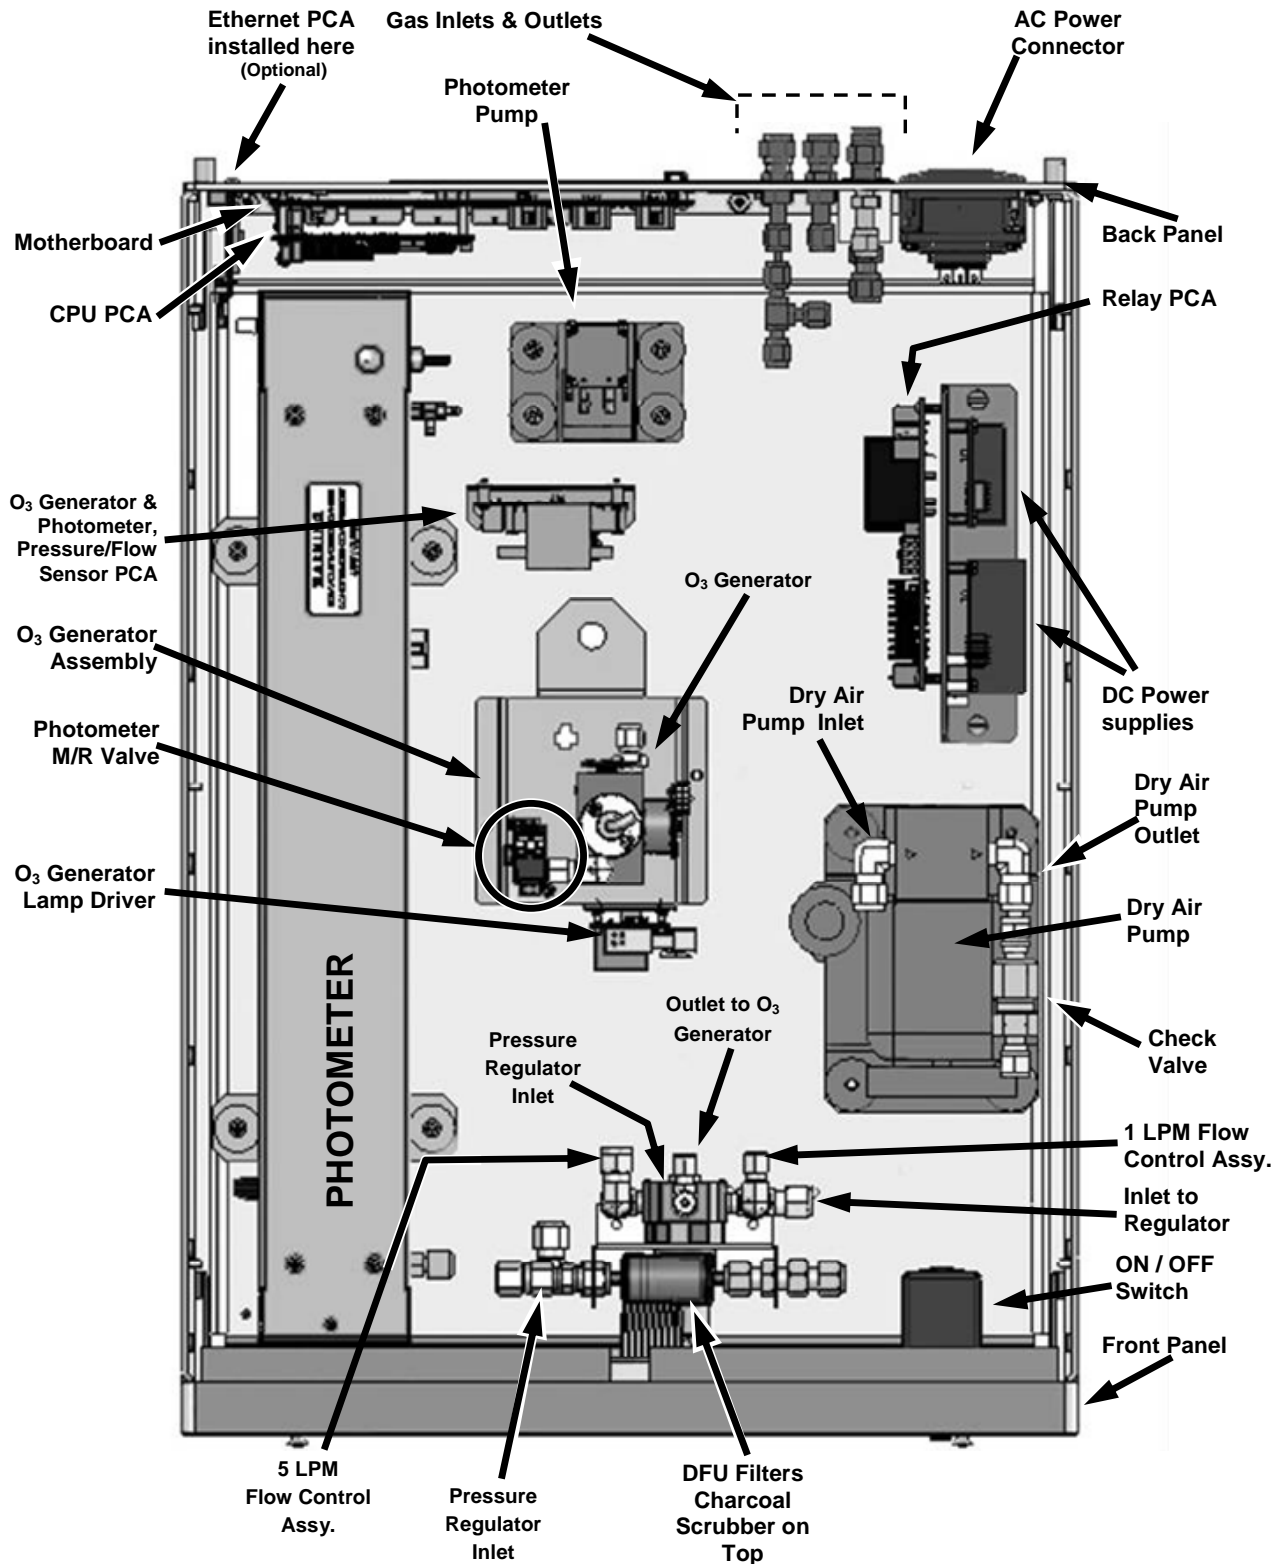 Ethernet PCA
installed here
(Optional)
Gas Inlets & Outlets
AC Power
Connector
Photometer
Pump
Motherboard
Back Panel
CPU PCA
Relay PCA
O₃ Generator &
Photometer,
Pressure/Flow
Sensor PCA
O₃ Generator
O₃ Generator
Assembly
Dry Air
Pump Inlet
DC Power
supplies
Photometer
M/R Valve
Dry Air
Pump
Outlet
O₃ Generator
Lamp Driver
Dry Air
Pump
PHOTOMETER
Outlet to O₃
Generator
Pressure
Regulator
Inlet
Check
Valve
1 LPM Flow
Control Assy.
Inlet to
Regulator
ON / OFF
Switch
Front Panel
5 LPM
Flow Control
Assy.
Pressure
Regulator
Inlet
DFU Filters
Charcoal
Scrubber on
Top